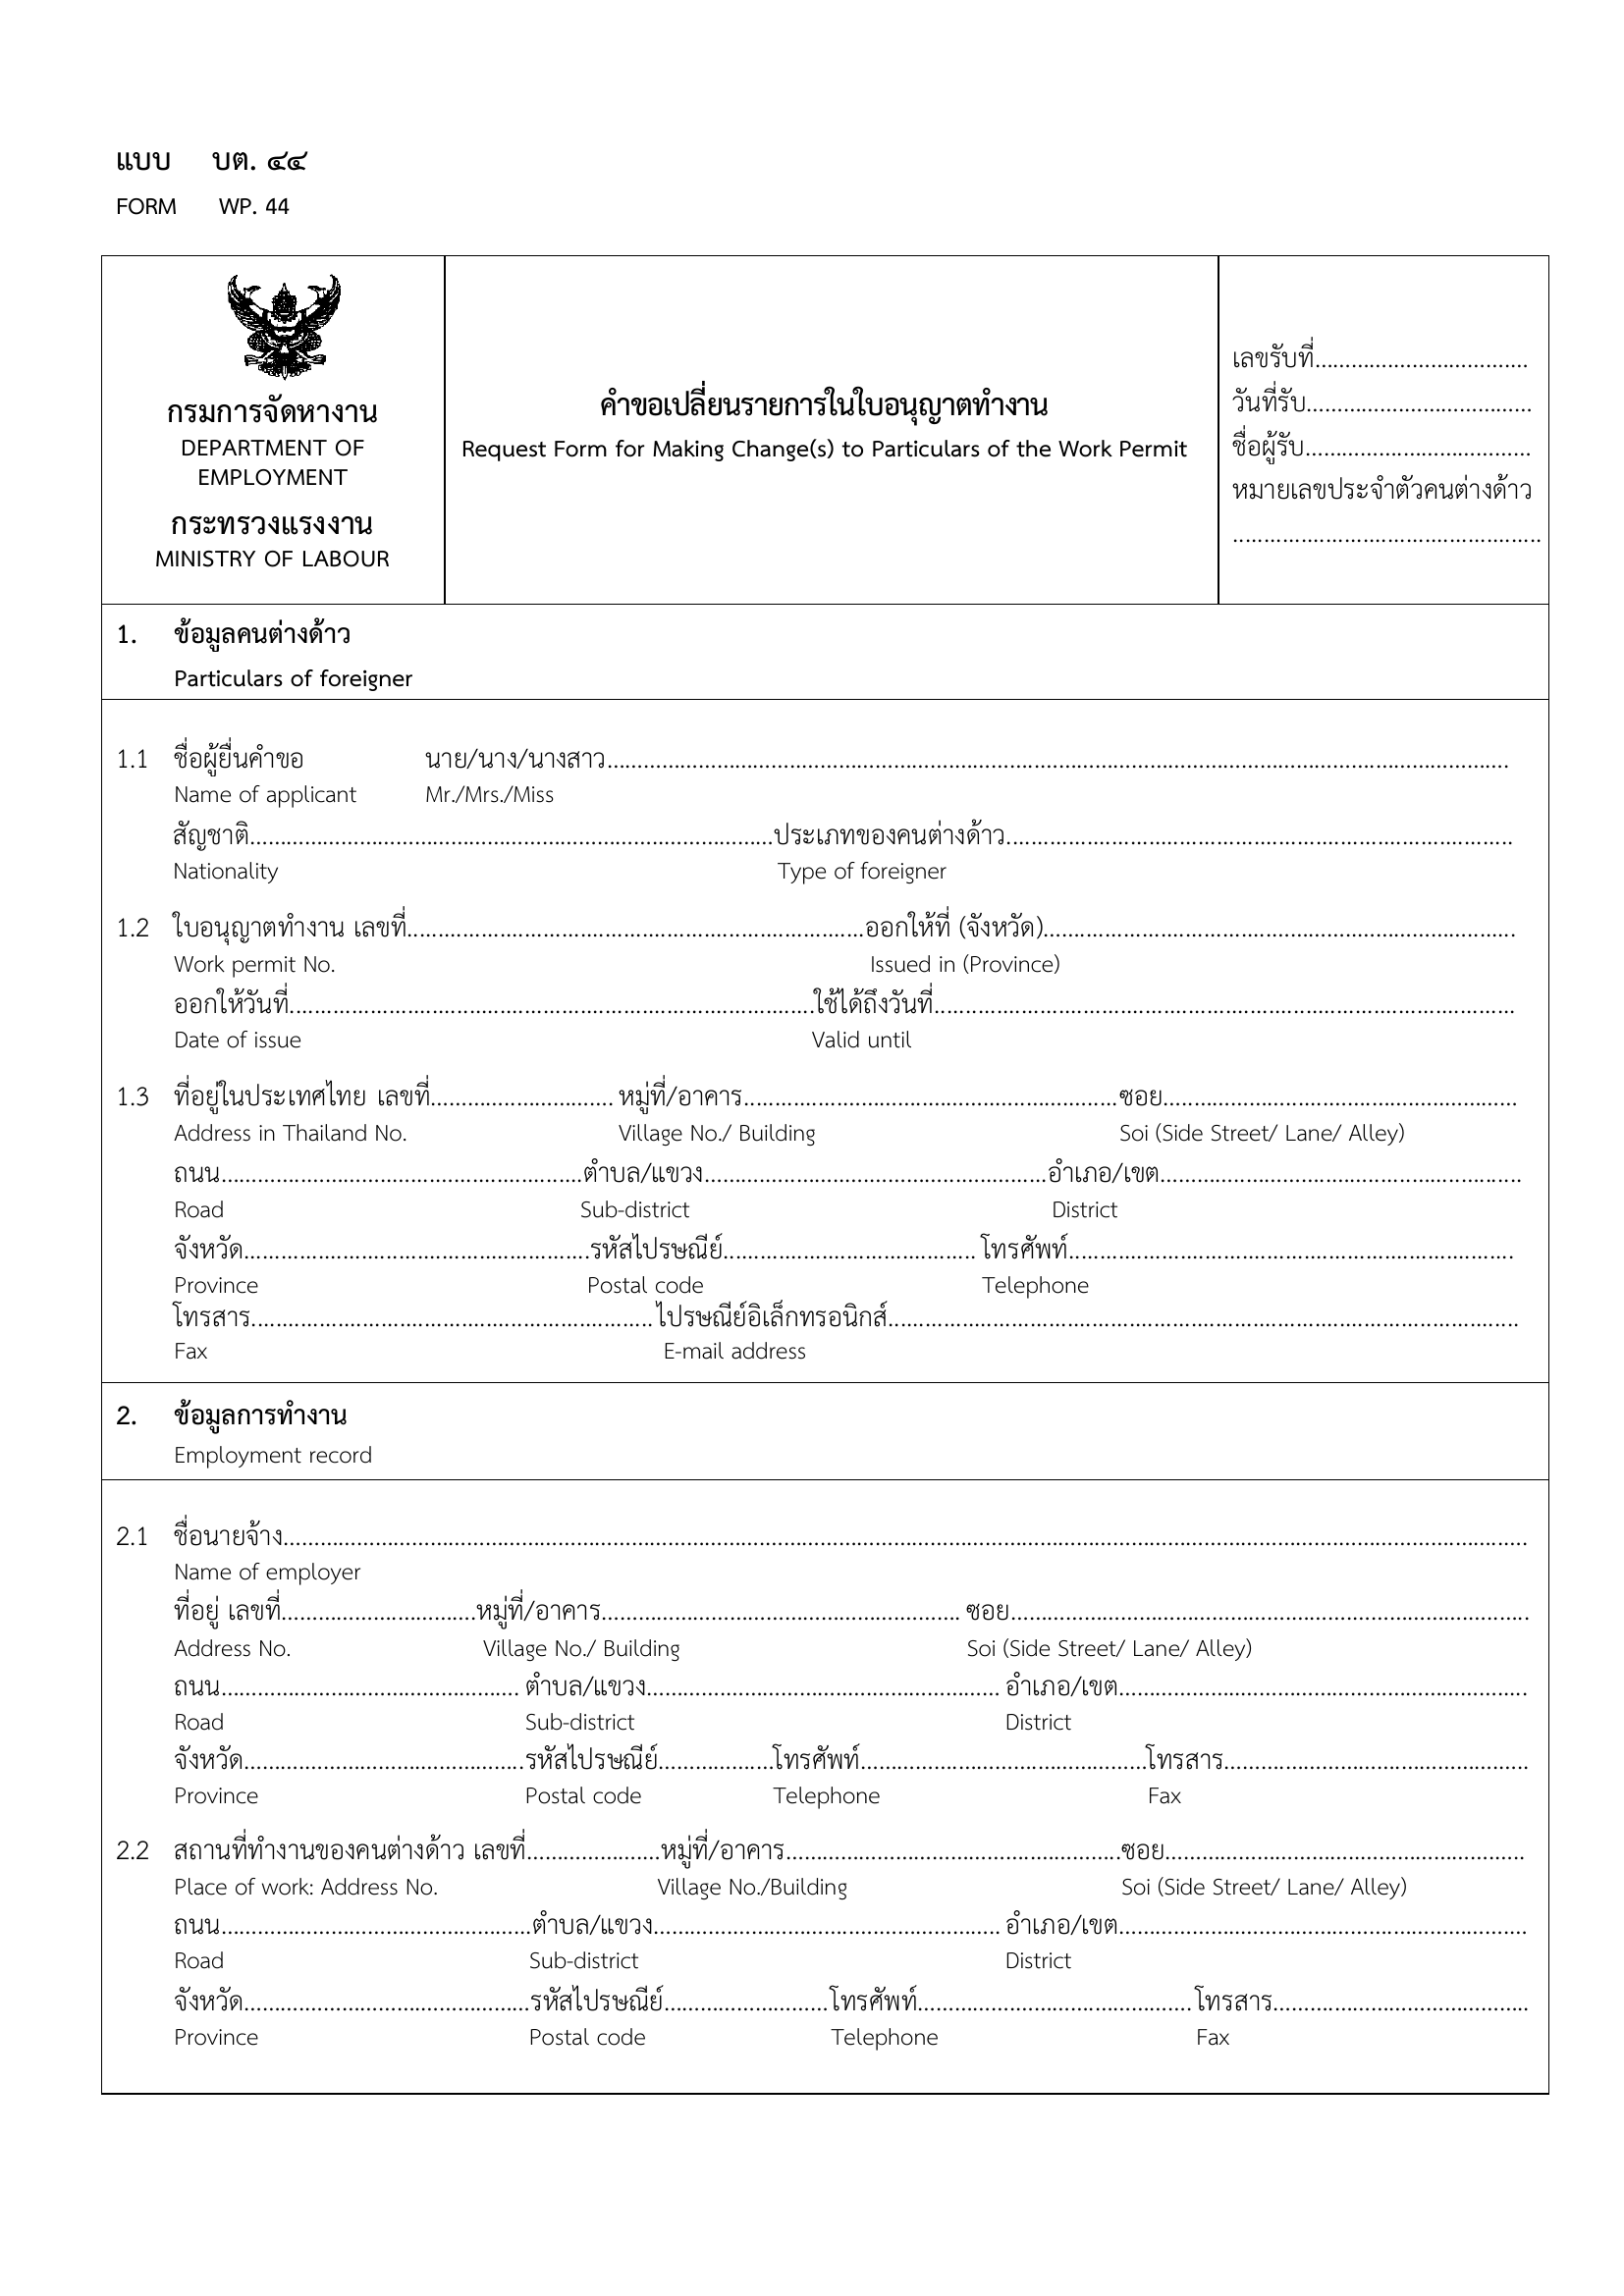 แบบ บต. ๔๔
FORM WP. 44
กรมการจัดหางาน
DEPARTMENT OF
EMPLOYMENT
กระทรวงแรงงาน
MINISTRY OF LABOUR
คำขอเปลี่ยนรายการในใบอนุญาตทำงาน
Request Form for Making Change(s) to Particulars of the Work Permit
เลขรับที่...................................
วันที่รับ.....................................
ชื่อผู้รับ.....................................
หมายเลขประจำตัวคนต่างด้าว
..................................................
1. ข้อมูลคนต่างด้าว
Particulars of foreigner
1.1 ชื่อผู้ยื่นคำขอ นาย/นาง/นางสาว..........................................................................
Name of applicant Mr./Mrs./Miss
สัญชาติ..................................................ประเภทของคนต่างด้าว..................................................
Nationality Type of foreigner
1.2 ใบอนุญาตทำงาน เลขที่..................................................ออกให้ที่ (จังหวัด)..................................................
Work permit No. Issued in (Province)
ออกให้วันที่..................................................ใช้ได้ถึงวันที่..................................................
Date of issue Valid until
1.3 ที่อยู่ในประเทศไทย เลขที่.............................. หมู่ที่/อาคาร........................................ซอย........................................
Address in Thailand No. Village No./ Building Soi (Side Street/ Lane/ Alley)
ถนน........................................ตำบล/แขวง........................................อำเภอ/เขต........................................
Road Sub-district District
จังหวัด........................................รหัสไปรษณีย์.............................. โทรศัพท์........................................
Province Postal code Telephone
โทรสาร........................................ไปรษณีย์อิเล็กทรอนิกส์............................................................
Fax E-mail address
2. ข้อมูลการทำงาน
Employment record
2.1 ชื่อนายจ้าง....................................................................................................
Name of employer
ที่อยู่ เลขที่..............................หมู่ที่/อาคาร........................................ ซอย..................................................
Address No. Village No./ Building Soi (Side Street/ Lane/ Alley)
ถนน.............................. ตำบล/แขวง........................................ อำเภอ/เขต........................................
Road Sub-district District
จังหวัด..............................รหัสไปรษณีย์...................โทรศัพท์..............................โทรสาร..............................
Province Postal code Telephone Fax
2.2 สถานที่ทำงานของคนต่างด้าว เลขที่......................หมู่ที่/อาคาร........................................ซอย........................................
Place of work: Address No. Village No./Building Soi (Side Street/ Lane/ Alley)
ถนน..............................ตำบล/แขวง........................................ อำเภอ/เขต........................................
Road Sub-district District
จังหวัด..............................รหัสไปรษณีย์....................โทรศัพท์..............................โทรสาร..............................
Province Postal code Telephone Fax